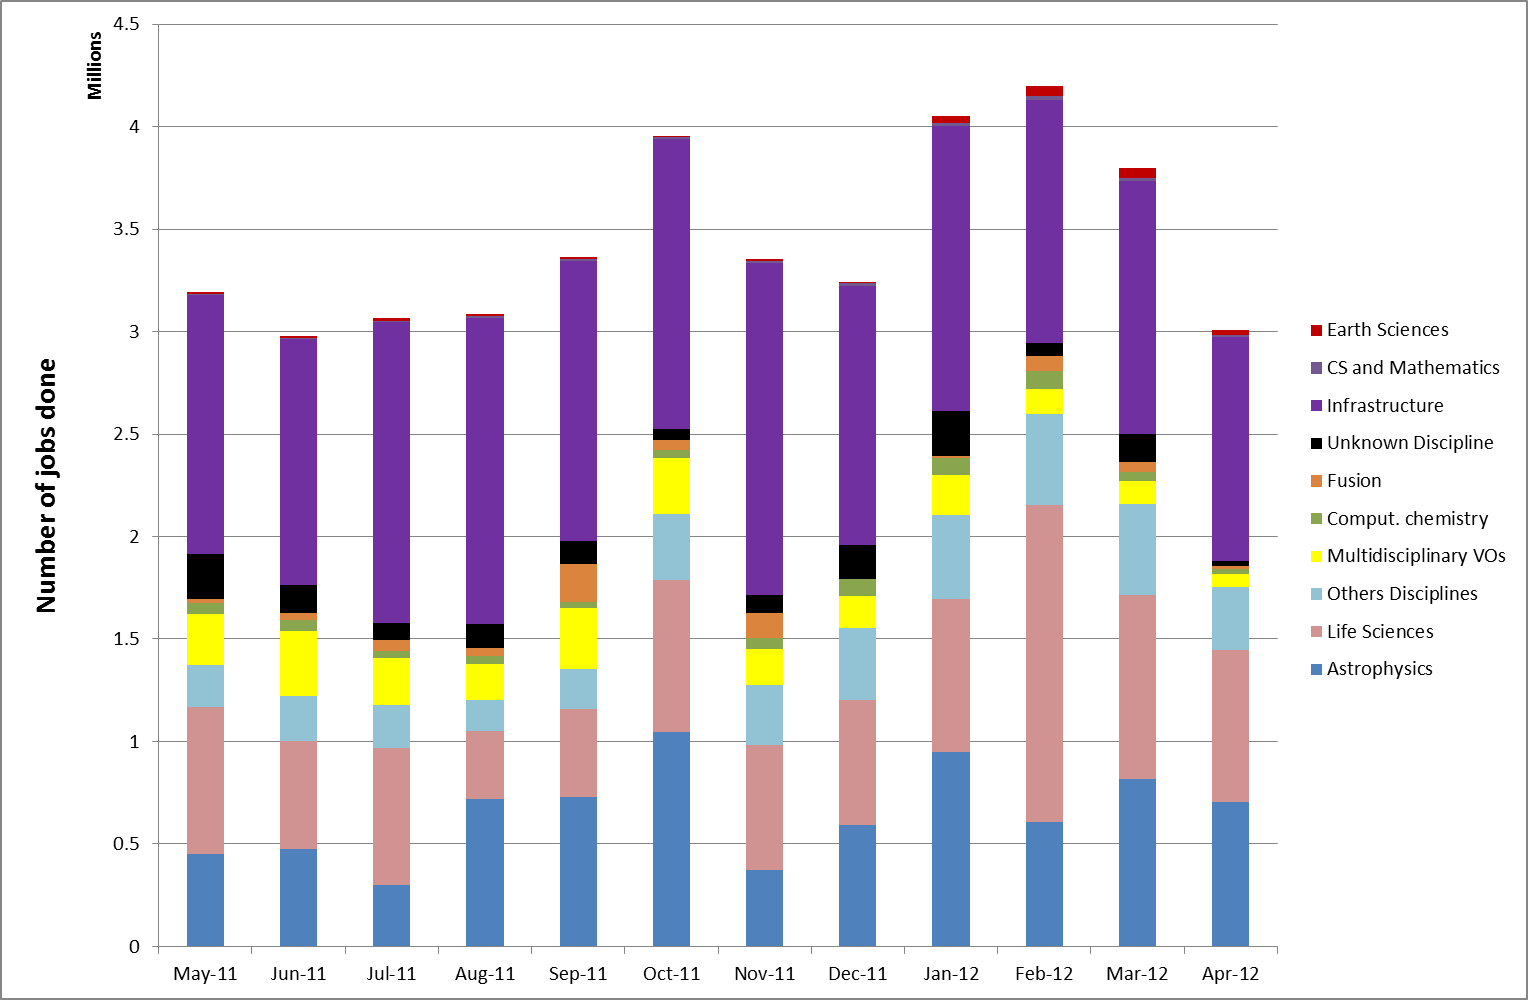 Millions
Number of jobs done
4.5
4
3.5
3
2.5
2
1.5
1
0.5
0
May-11 Jun-11 Jul-11 Aug-11 Sep-11 Oct-11 Nov-11 Dec-11 Jan-12 Feb-12 Mar-12 Apr-12
Earth Sciences
CS and Mathematics
Infrastructure
Unknown Discipline
Fusion
Comput. chemistry
Multidisciplinary VOs
Others Disciplines
Life Sciences
Astrophysics